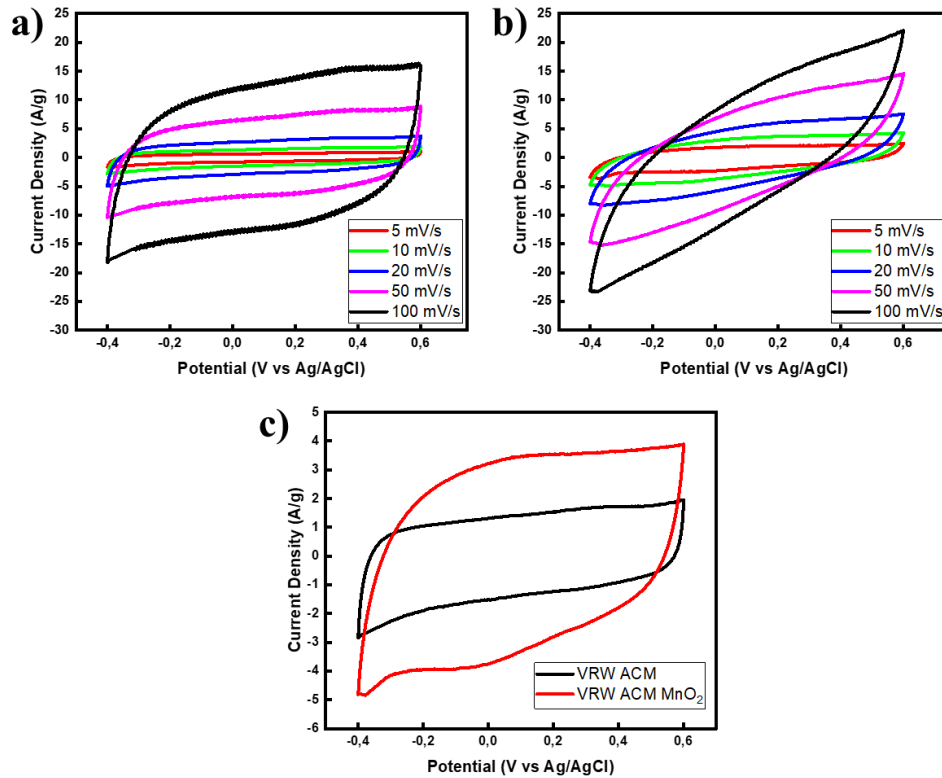 a)
25
20
15
10
5
0
-5
-10
-15
-20
-25
-30
Current Density (A/g)
5 mV/s
10 mV/s
20 mV/s
50 mV/s
100 mV/s
-0,4 -0,2 0,0 0,2 0,4 0,6
Potential (V vs Ag/AgCl)
b)
25
20
15
10
5
0
-5
-10
-15
-20
-25
-30
Current Density (A/g)
5 mV/s
10 mV/s
20 mV/s
50 mV/s
100 mV/s
-0,4 -0,2 0,0 0,2 0,4 0,6
Potential (V vs Ag/AgCl)
c)
5
4
3
2
1
0
-1
-2
-3
-4
-5
-6
Current Density (A/g)
VRW ACM
VRW ACM MnO₂
-0,4 -0,2 0,0 0,2 0,4 0,6
Potential (V vs Ag/AgCl)